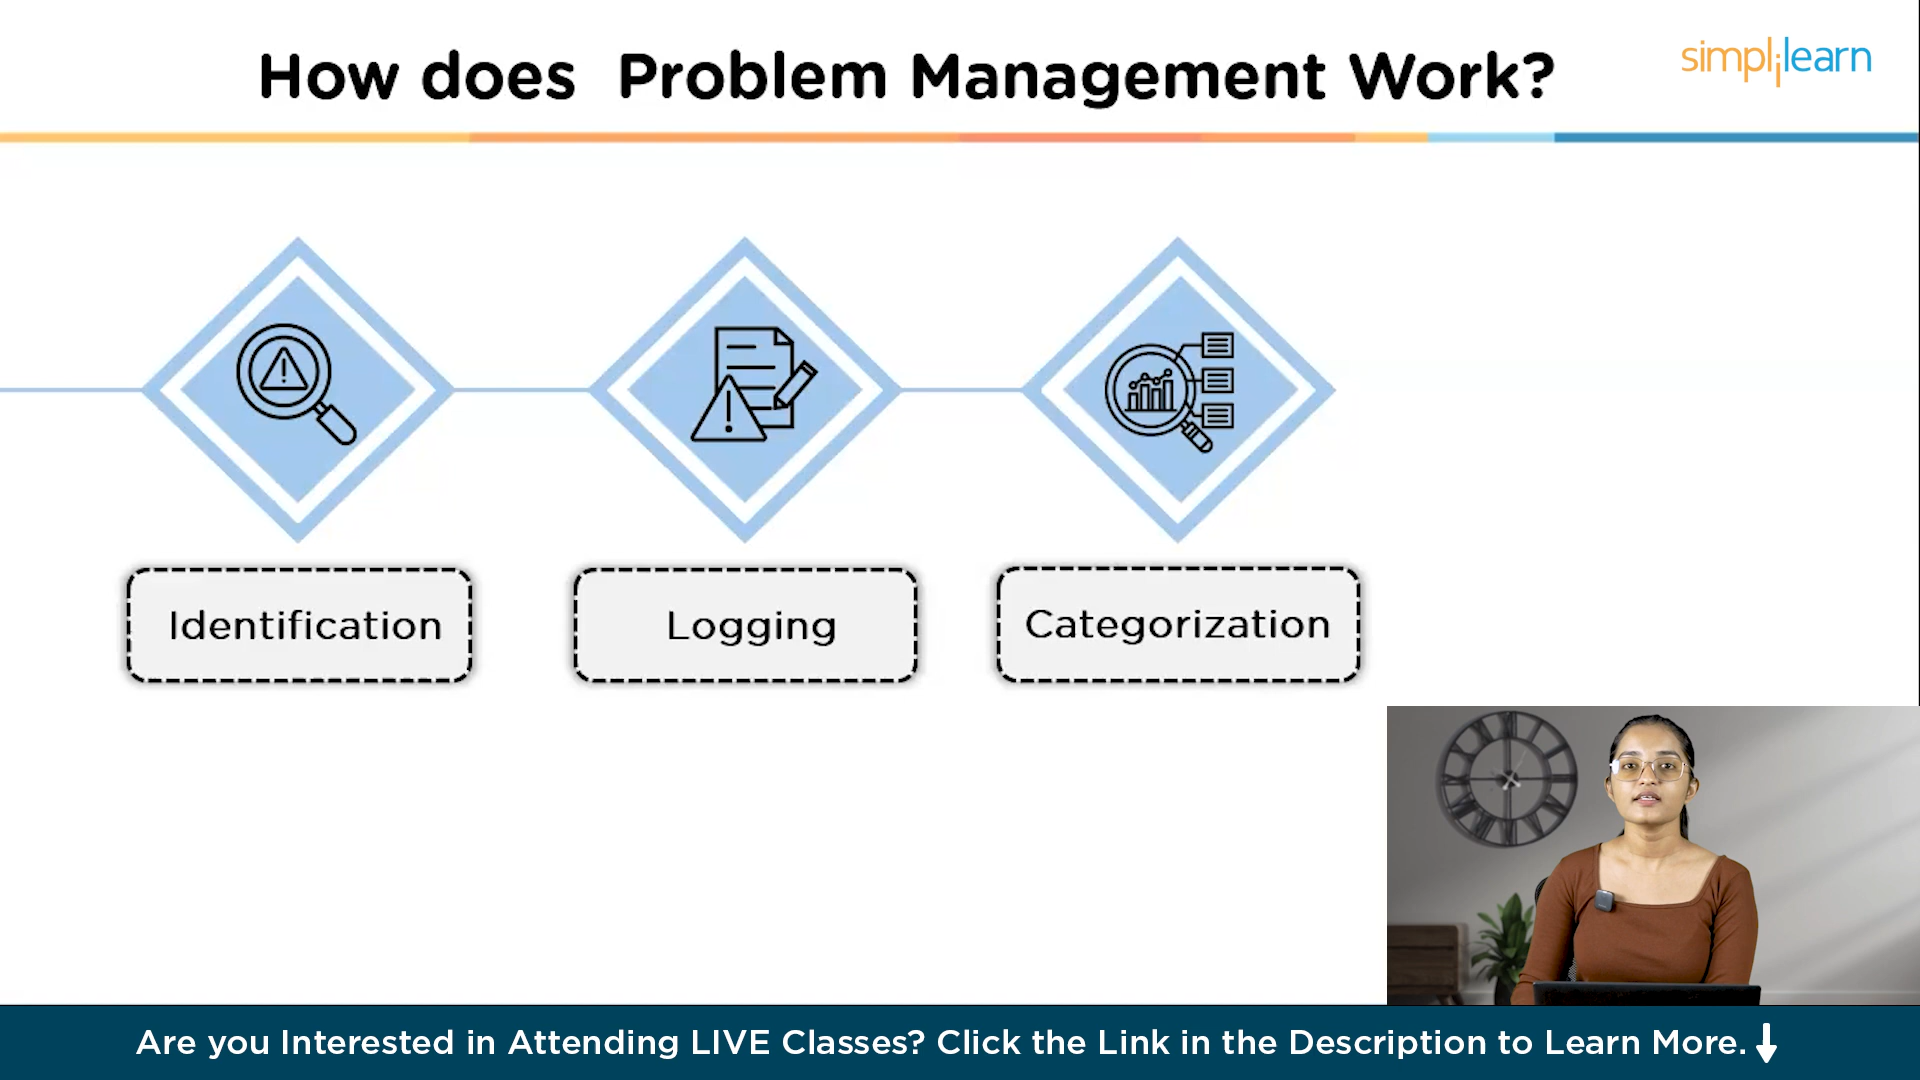 How does Problem Management Work?
simplilearn
Identification
Logging
Categorization
Are you Interested in Attending LIVE Classes? Click the Link in the Description to Learn More.